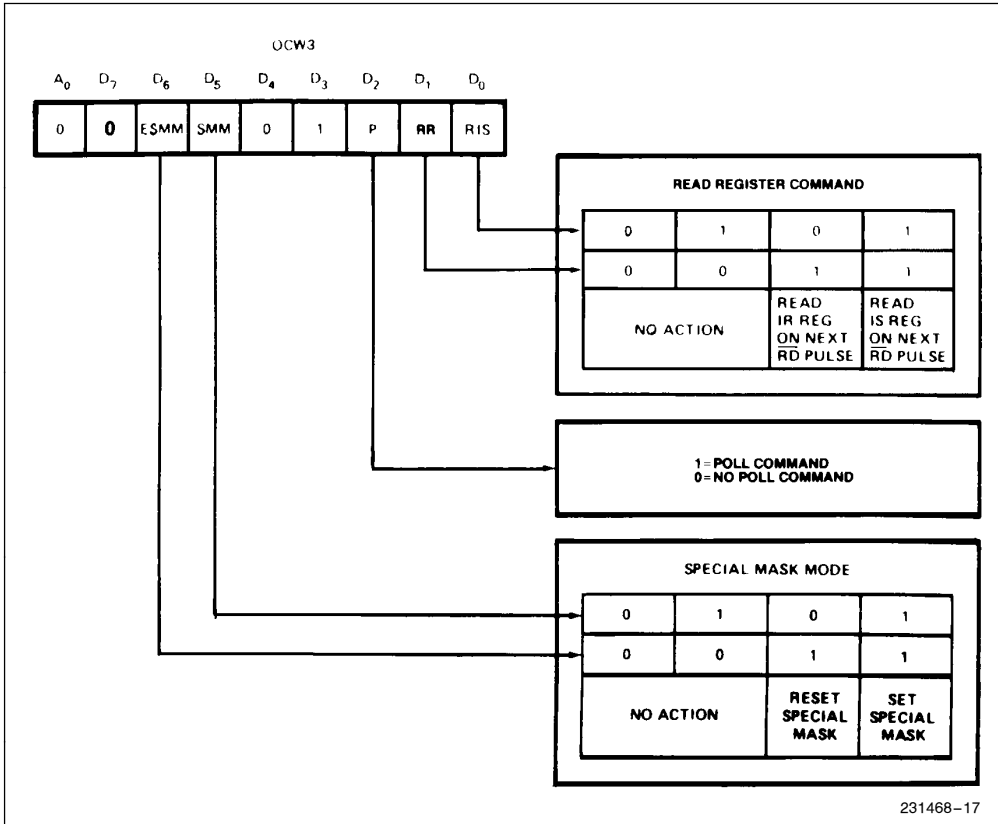 OCW3
A0 D7 D6 D5 D4 D3 D2 D1 D0
0 0 ESMM SMM 0 1 P RR RIS
READ REGISTER COMMAND
0 1 0 1
0 0 1 1
NO ACTION
READ
IR REG
ON NEXT
RD PULSE
READ
IS REG
ON NEXT
RD PULSE
1=POLL COMMAND
0=NO POLL COMMAND
SPECIAL MASK MODE
0 1 0 1
0 0 1 1
NO ACTION
RESET
SPECIAL
MASK
SET
SPECIAL
MASK
231468-17